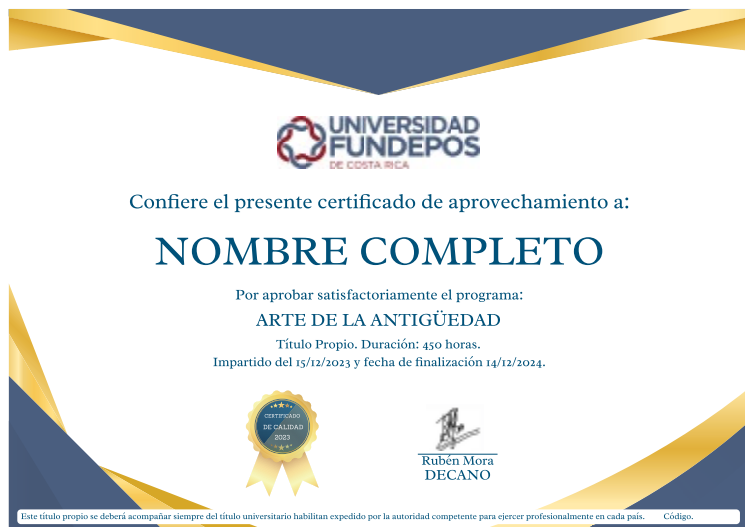 UNIVERSIDAD
FUNDEPOS
DE COSTA RICA
Confiere el presente certificado de aprovechamiento a:
NOMBRE COMPLETO
Por aprobar satisfactoriamente el programa:
ARTE DE LA ANTIGÜEDAD
Título Propio. Duración: 450 horas.
Impartido del 15/12/2023 y fecha de finalización 14/12/2024.
CERTIFICADO
DE CALIDAD
2023
Rubén Mora
DECANO
Este título propio se deberá acompañar siempre del título universitario habilitan expedido por la autoridad competente para ejercer profesionalmente en cada país. Código.